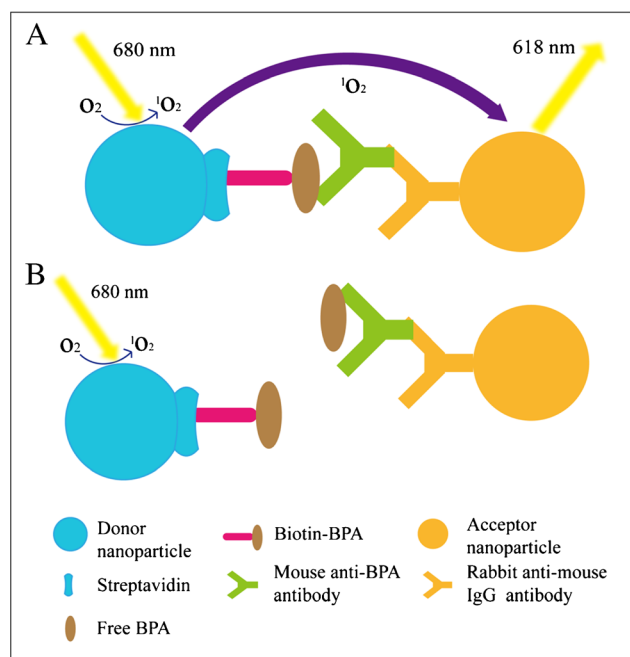 A
680 nm
O₂
¹O₂
¹O₂
618 nm
B
680 nm
O₂
¹O₂
Donor
nanoparticle
Biotin-BPA
Acceptor
nanoparticle
Streptavidin
Mouse anti-BPA
antibody
Rabbit anti-mouse
IgG antibody
Free BPA